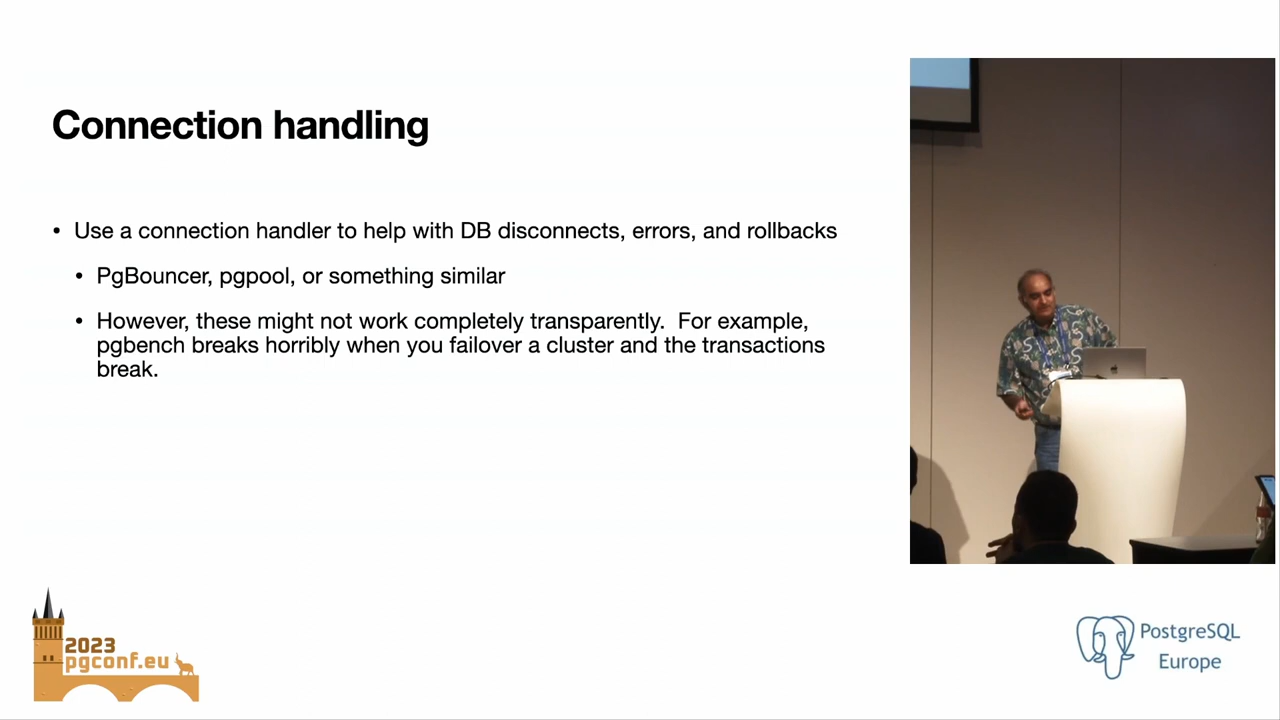 Connection handling
• Use a connection handler to help with DB disconnects, errors, and rollbacks
• PgBouncer, pgpool, or something similar
• However, these might not work completely transparently.  For example,
pgbench breaks horribly when you failover a cluster and the transactions
break.
2023
pgconf.eu
PostgreSQL
Europe